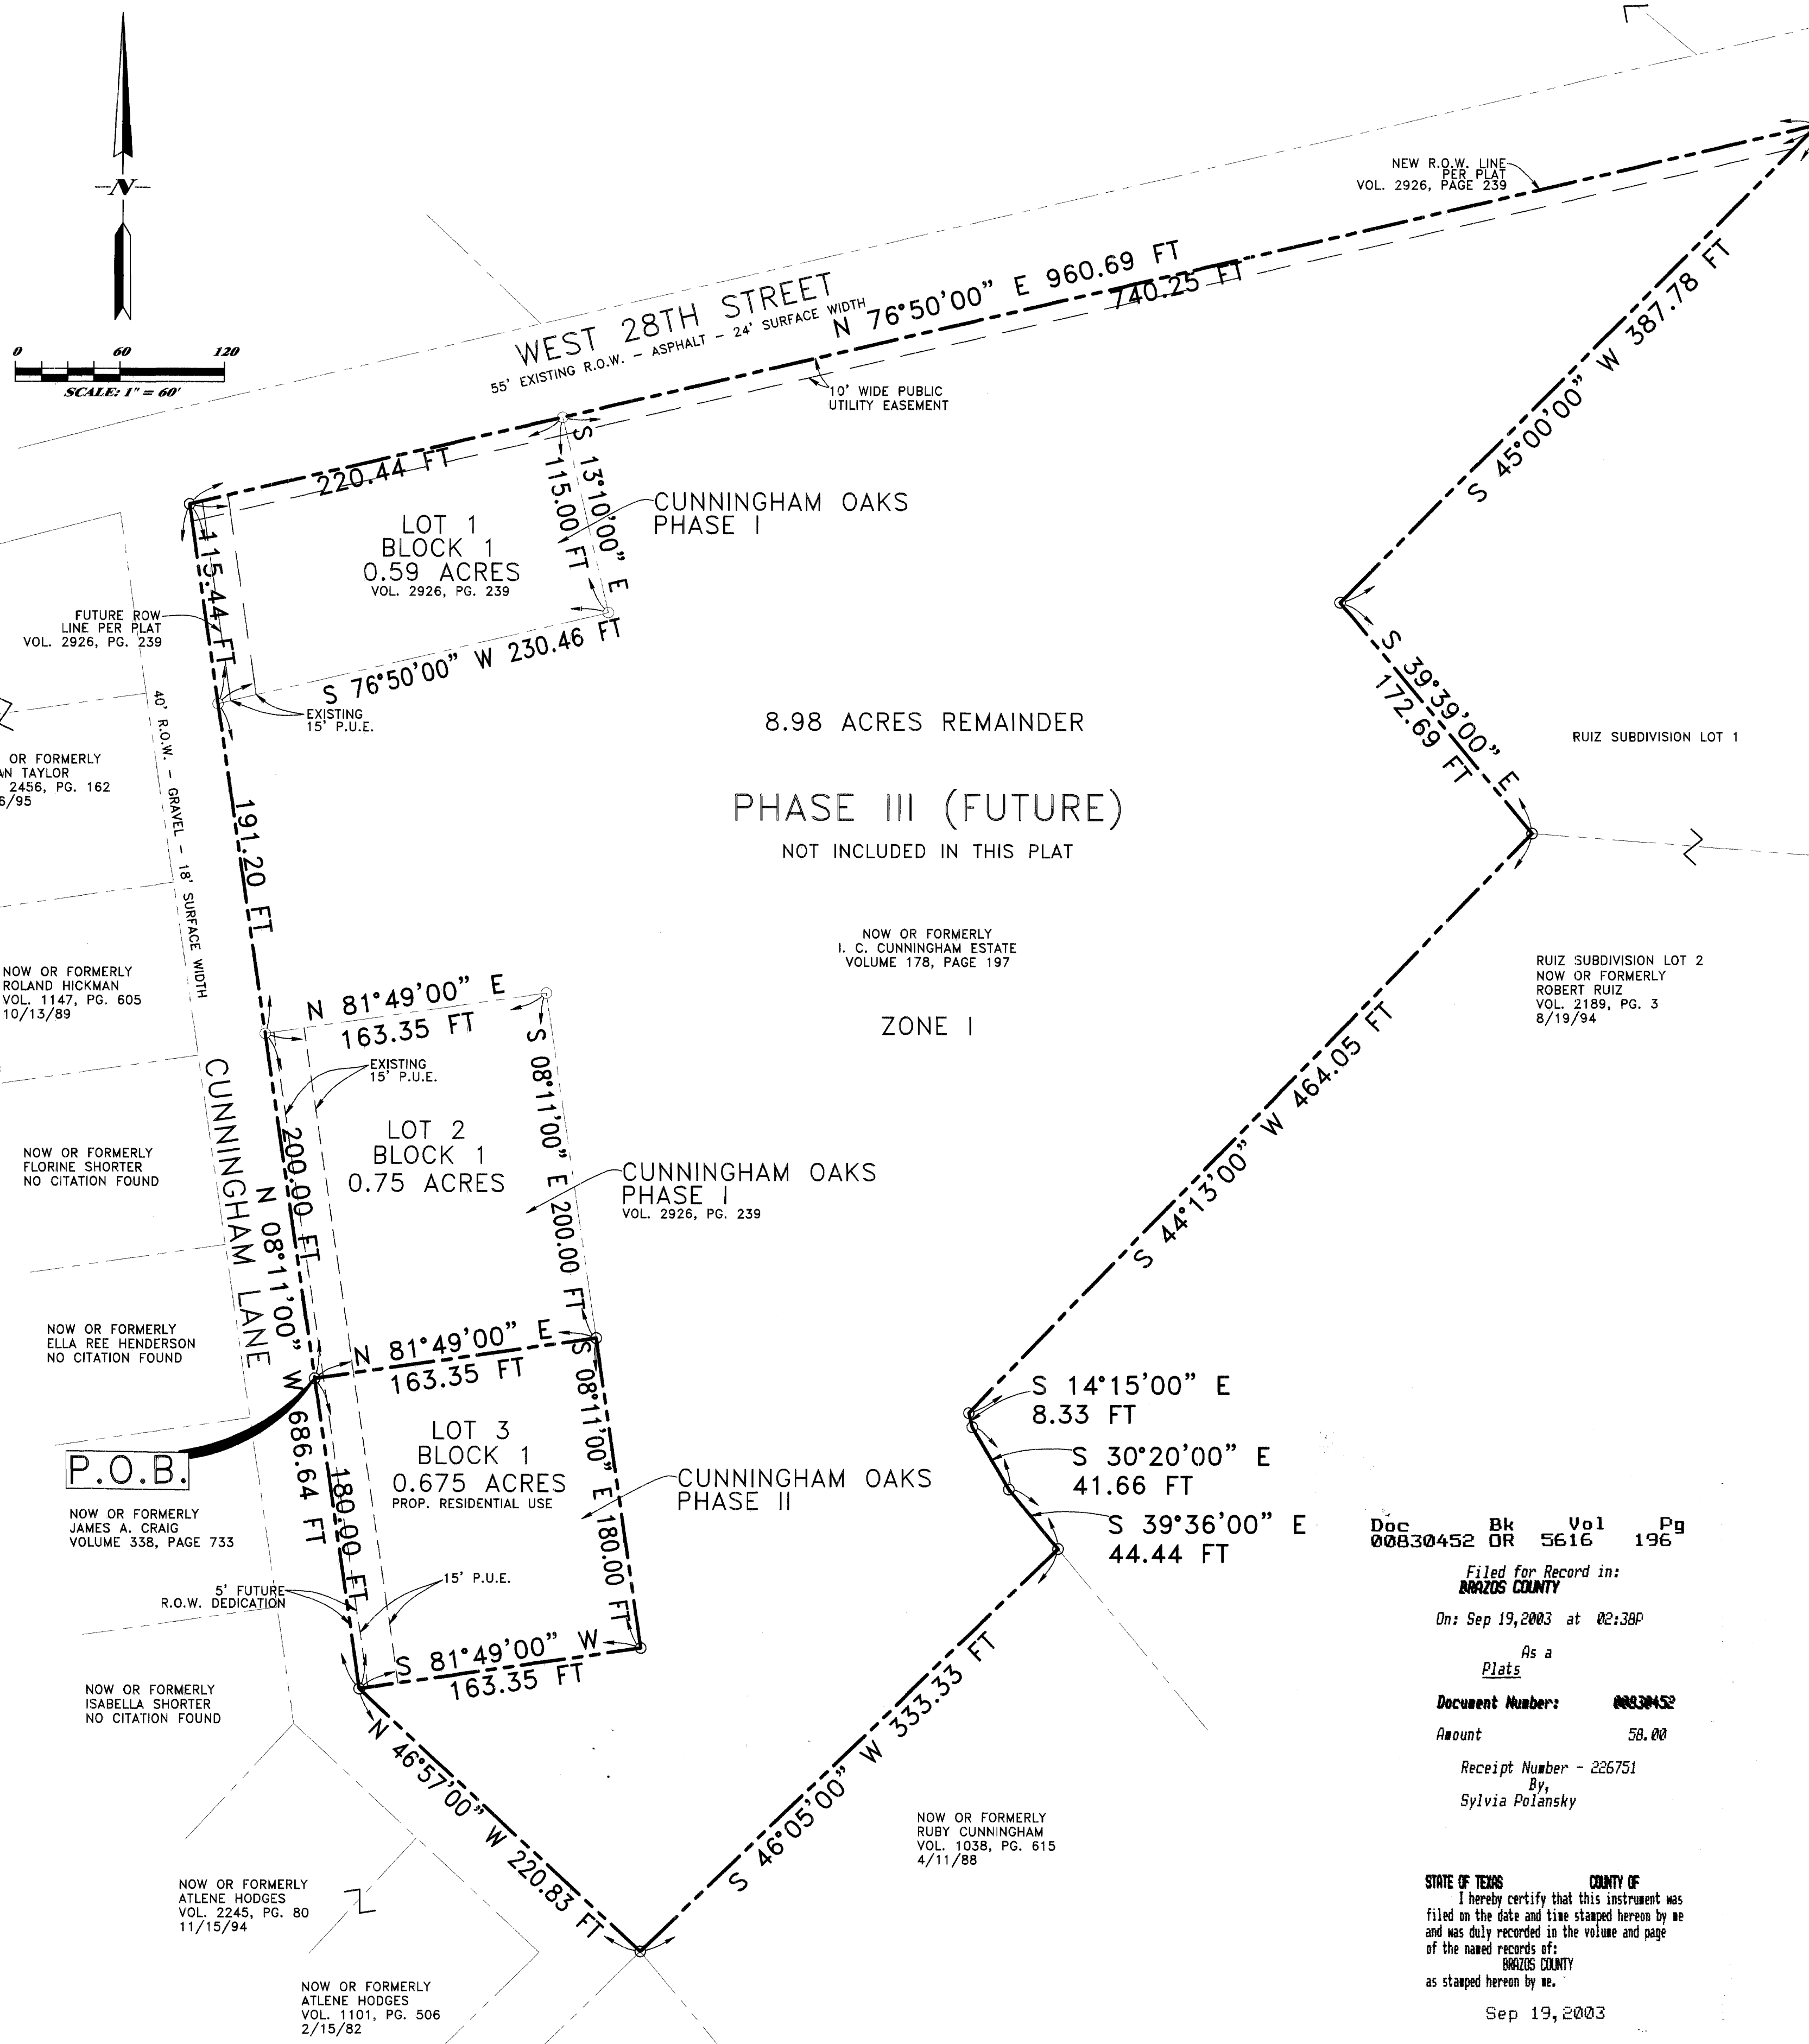 N
0 60 120
SCALE: 1" = 60'
NEW R.O.W. LINE
PER PLAT
VOL. 2926, PAGE 239
WEST 28TH STREET
55' EXISTING R.O.W. - ASPHALT - 24' SURFACE WIDTH
N 76°50'00" E 960.69 FT
740.25 FT
10' WIDE PUBLIC
UTILITY EASEMENT
S 45°00'00" W 387.78 FT
220.44 FT
S 13°10'00" E
115.00 FT
CUNNINGHAM OAKS
PHASE I
LOT 1
BLOCK 1
0.59 ACRES
VOL. 2926, PG. 239
115.44 FT
FUTURE ROW
LINE PER PLAT
VOL. 2926, PG. 239
S 76°50'00" W 230.46 FT
EXISTING
15' P.U.E.
40' R.O.W. - GRAVEL - 18' SURFACE WIDTH
S 39°39'00" E
172.69 FT
8.98 ACRES REMAINDER
RUIZ SUBDIVISION LOT 1
PHASE III (FUTURE)
NOT INCLUDED IN THIS PLAT
OR FORMERLY
AN TAYLOR
2456, PG. 162
6/95
191.20 FT
NOW OR FORMERLY
I. C. CUNNINGHAM ESTATE
VOLUME 178, PAGE 197
ZONE I
RUIZ SUBDIVISION LOT 2
NOW OR FORMERLY
ROBERT RUIZ
VOL. 2189, PG. 3
8/19/94
NOW OR FORMERLY
ROLAND HICKMAN
VOL. 1147, PG. 605
10/13/89
N 81°49'00" E
163.35 FT
EXISTING
15' P.U.E.
S 08°11'00" E 200.00 FT
S 44°13'00" W 464.05 FT
CUNNINGHAM LANE
LOT 2
BLOCK 1
0.75 ACRES
200.00 FT
CUNNINGHAM OAKS
PHASE I
VOL. 2926, PG. 239
NOW OR FORMERLY
FLORINE SHORTER
NO CITATION FOUND
N 08°11'00" W 686.64 FT
NOW OR FORMERLY
ELLA REE HENDERSON
NO CITATION FOUND
N 81°49'00" E
163.35 FT
S 14°15'00" E
8.33 FT
S 30°20'00" E
41.66 FT
S 39°36'00" E
44.44 FT
P.O.B.
LOT 3
BLOCK 1
0.675 ACRES
PROP. RESIDENTIAL USE
S 08°11'00" E 180.00 FT
CUNNINGHAM OAKS
PHASE II
180.00 FT
NOW OR FORMERLY
JAMES A. CRAIG
VOLUME 338, PAGE 733
5' FUTURE
R.O.W. DEDICATION
15' P.U.E.
S 81°49'00" W
163.35 FT
NOW OR FORMERLY
ISABELLA SHORTER
NO CITATION FOUND
N 46°57'00" W 220.83 FT
S 46°05'00" W 333.33 FT
NOW OR FORMERLY
RUBY CUNNINGHAM
VOL. 1038, PG. 615
4/11/88
NOW OR FORMERLY
ATLENE HODGES
VOL. 2245, PG. 80
11/15/94
NOW OR FORMERLY
ATLENE HODGES
VOL. 1101, PG. 506
2/15/82
Doc Bk Vol Pg
00830452 OR 5616 196
Filed for Record in:
BRAZOS COUNTY
On: Sep 19,2003 at 02:38P
As a
Plats
Document Number: 00830452
Amount 58.00
Receipt Number - 226751
By,
Sylvia Polansky
STATE OF TEXAS COUNTY OF
I hereby certify that this instrument was
filed on the date and time stamped hereon by me
and was duly recorded in the volume and page
of the named records of:
BRAZOS COUNTY
as stamped hereon by me.
Sep 19,2003